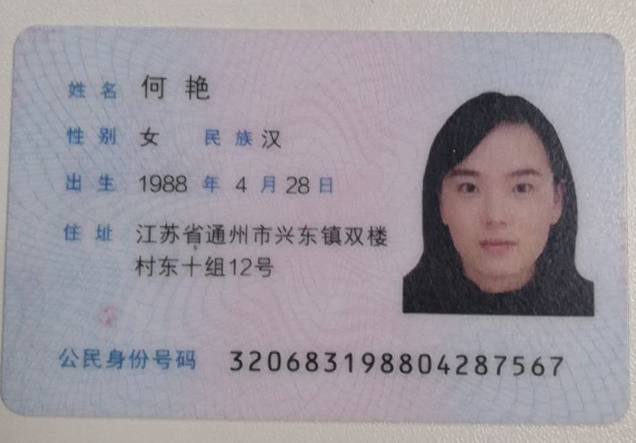 姓名 何艳
性别 女 民族 汉
出生 1988 年 4 月 28 日
住址 江苏省通州市兴东镇双楼
村东十组12号
公民身份号码 320683198804287567